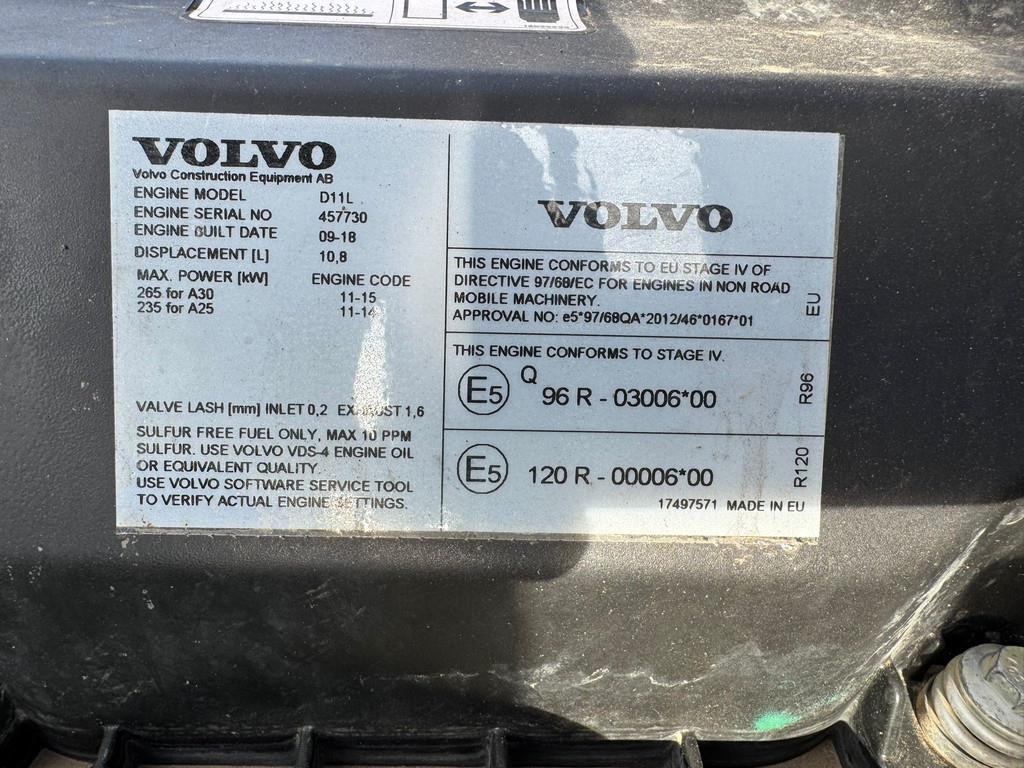 VOLVO
Volvo Construction Equipment AB
ENGINE MODEL D11L
ENGINE SERIAL NO 457730
ENGINE BUILT DATE 09-18
DISPLACEMENT [L] 10,8
MAX. POWER [kW] ENGINE CODE
265 for A30 11-15
235 for A25 11-14
VALVE LASH [mm] INLET 0,2 EXHAUST 1,6
SULFUR FREE FUEL ONLY, MAX 10 PPM
SULFUR. USE VOLVO VDS-4 ENGINE OIL
OR EQUIVALENT QUALITY.
USE VOLVO SOFTWARE SERVICE TOOL
TO VERIFY ACTUAL ENGINE SETTINGS.
VOLVO
THIS ENGINE CONFORMS TO EU STAGE IV OF
DIRECTIVE 97/68/EC FOR ENGINES IN NON ROAD
MOBILE MACHINERY.
APPROVAL NO: e5*97/68QA*2012/46*0167*01
EU
THIS ENGINE CONFORMS TO STAGE IV.
E5 Q 96 R - 03006*00
R96
E5 120 R - 00006*00
R120
17497571 MADE IN EU